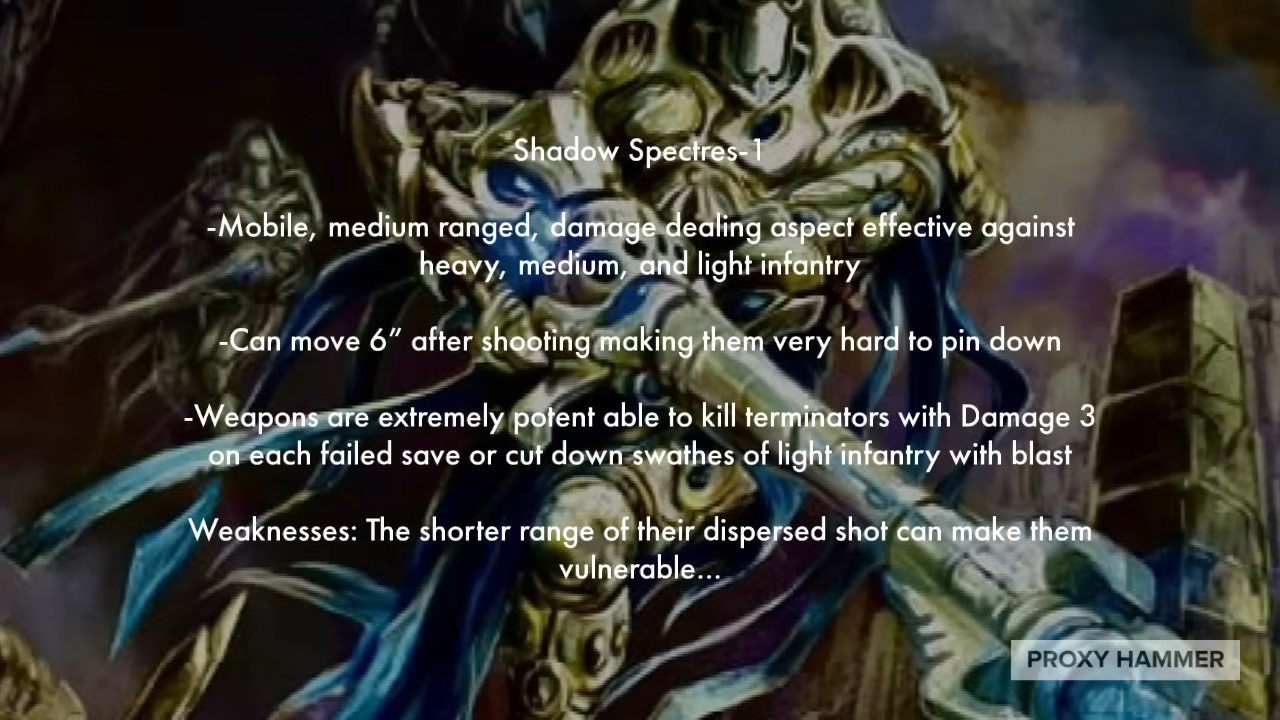 Shadow Spectres-1
-Mobile, medium ranged, damage dealing aspect effective against
heavy, medium, and light infantry
-Can move 6” after shooting making them very hard to pin down
-Weapons are extremely potent able to kill terminators with Damage 3
on each failed save or cut down swathes of light infantry with blast
Weaknesses: The shorter range of their dispersed shot can make them
vulnerable...
PROXY HAMMER